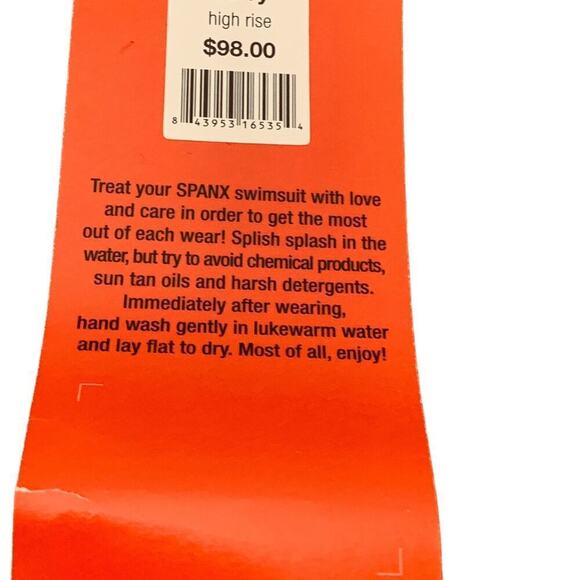 high rise
$98.00
8 43953 16535 4
Treat your SPANX swimsuit with love
and care in order to get the most
out of each wear! Splish splash in the
water, but try to avoid chemical products,
sun tan oils and harsh detergents.
Immediately after wearing,
hand wash gently in lukewarm water
and lay flat to dry. Most of all, enjoy!